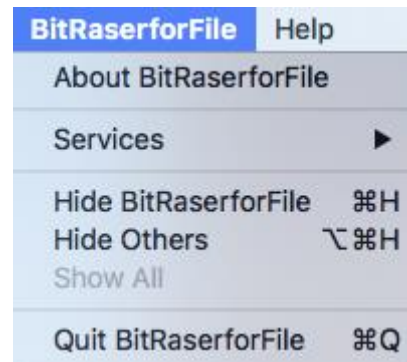 BitRaserforFile Help
About BitRaserforFile
Services ▶
Hide BitRaserforFile ⌘H
Hide Others ⌥⌘H
Show All
Quit BitRaserforFile ⌘Q